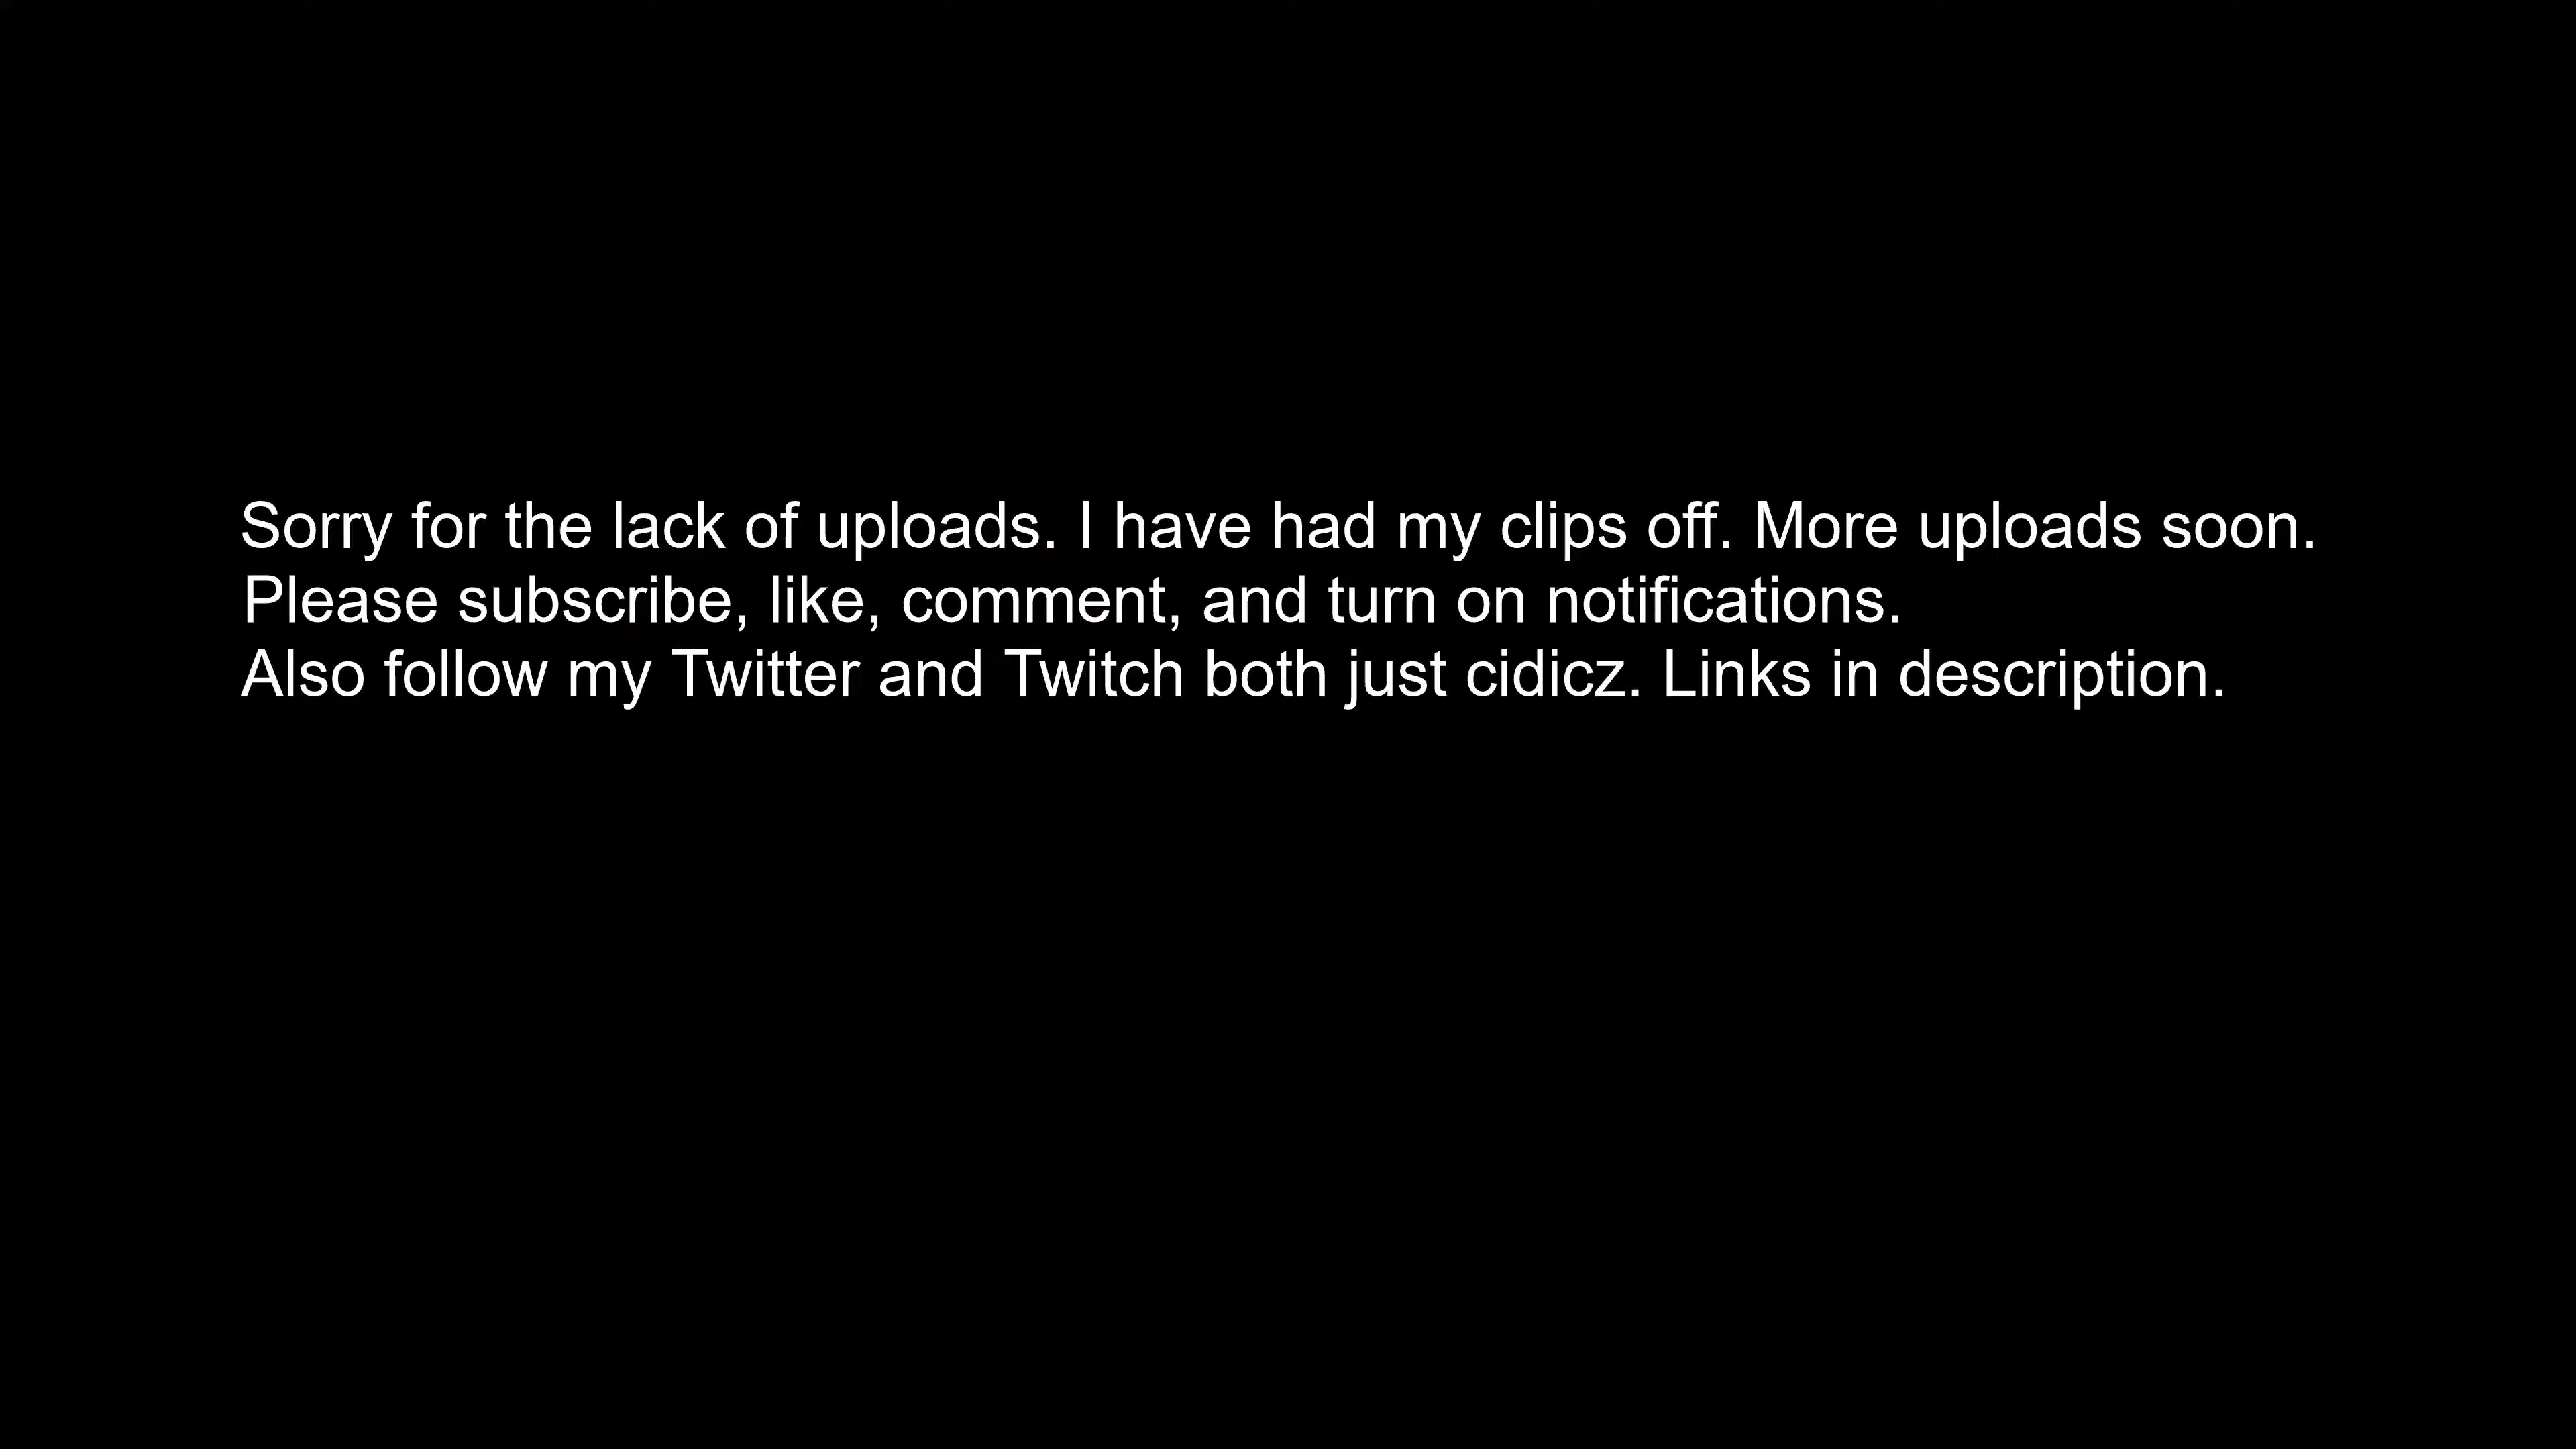 Sorry for the lack of uploads. I have had my clips off. More uploads soon.
Please subscribe, like, comment, and turn on notifications.
Also follow my Twitter and Twitch both just cidicz. Links in description.